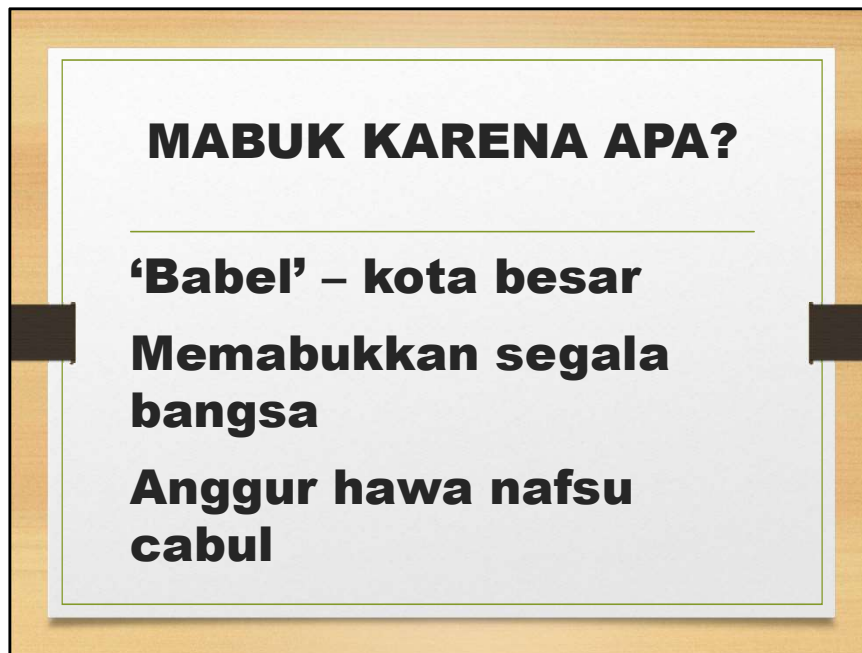 MABUK KARENA APA?
‘Babel’ – kota besar
Memabukkan segala
bangsa
Anggur hawa nafsu
cabul